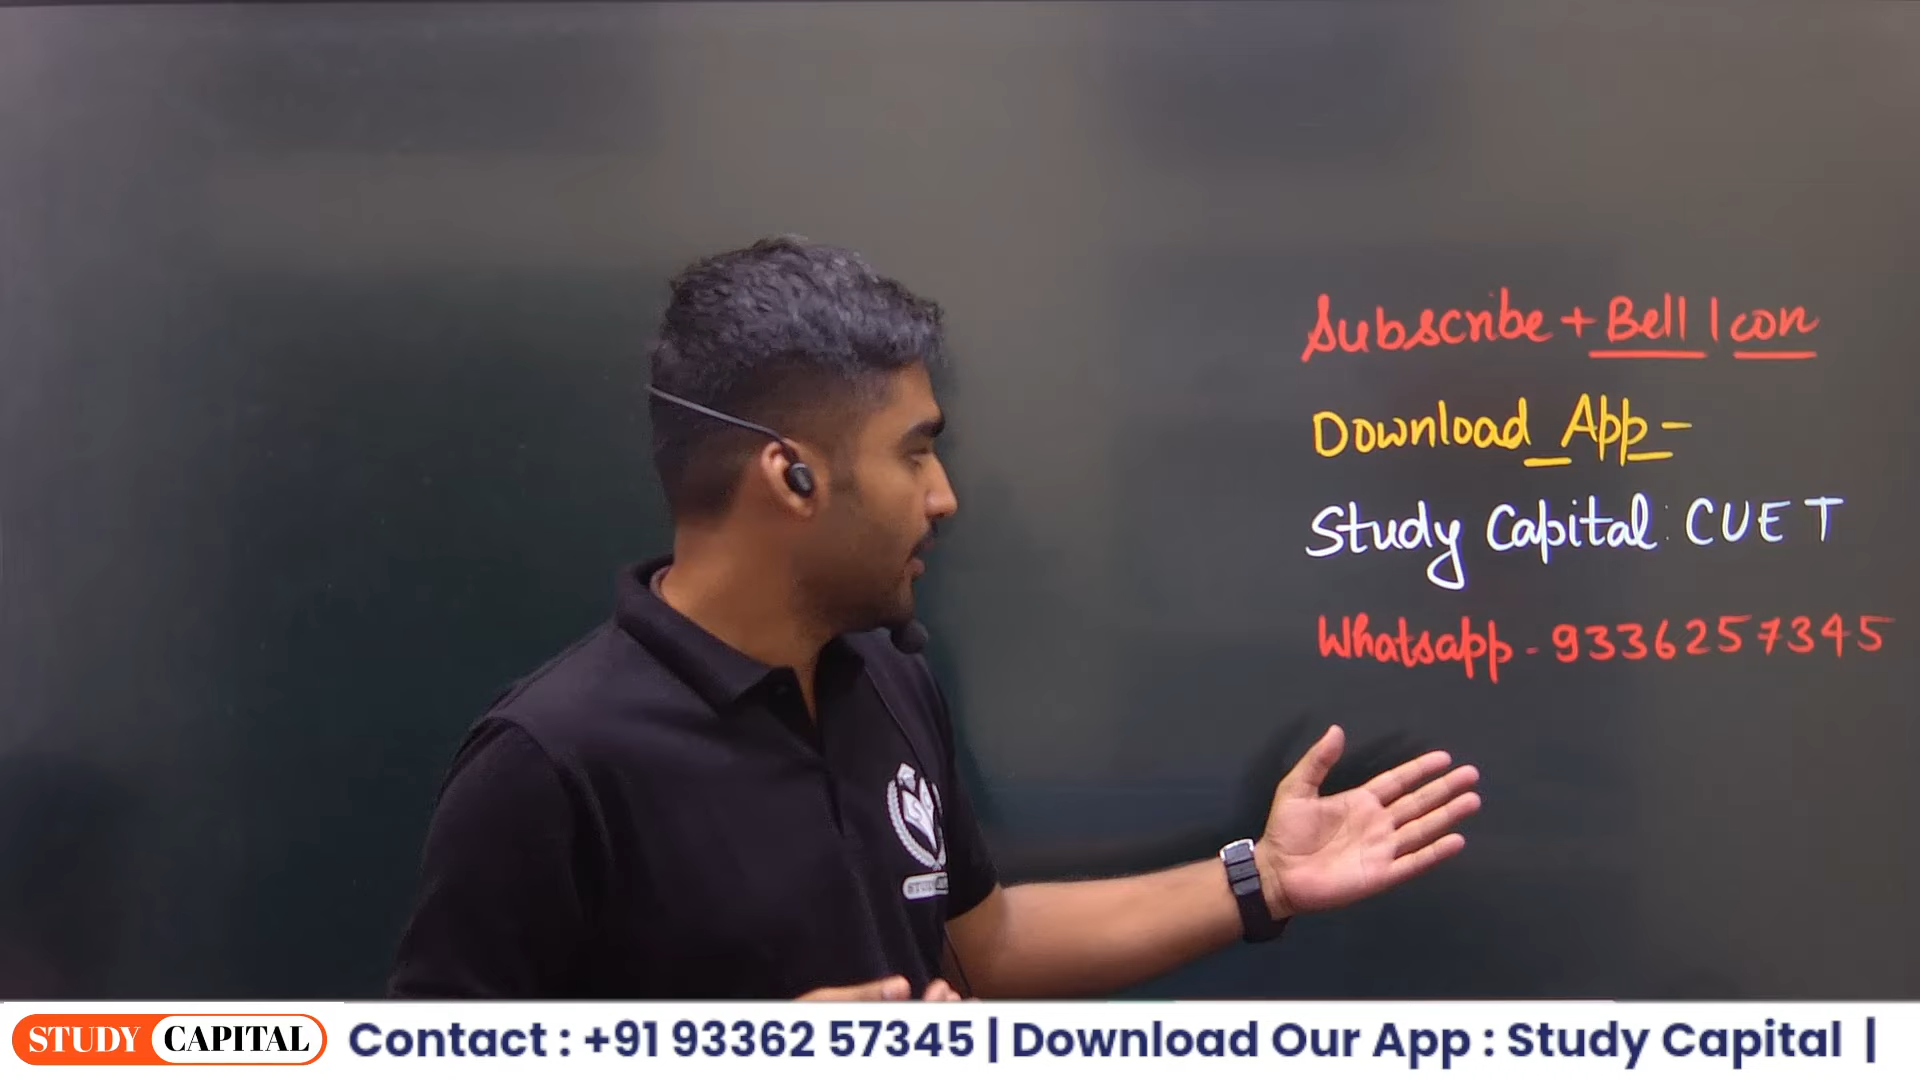 Subscribe + Bell Icon
Download App -
Study Capital : CUET
Whatsapp - 9336257345
STUDY CAPITAL Contact : +91 93362 57345 | Download Our App : Study Capital |